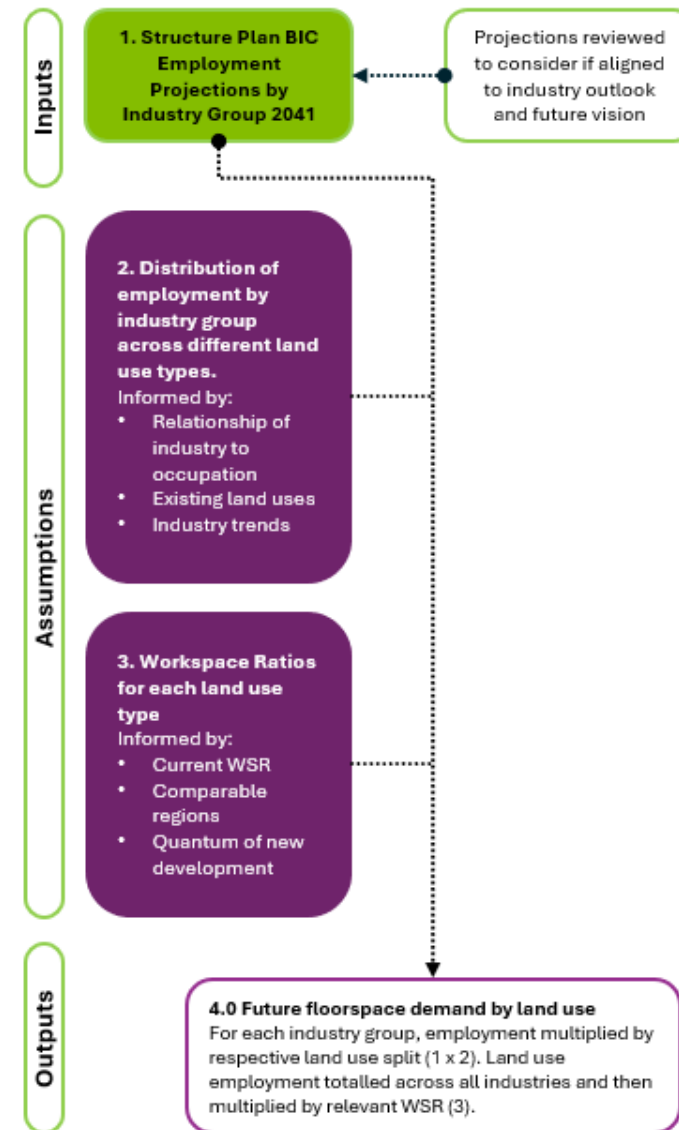 Inputs
1. Structure Plan BIC
Employment
Projections by
Industry Group 2041
Projections reviewed
to consider if aligned
to industry outlook
and future vision
Assumptions
2. Distribution of
employment by
industry group
across different land
use types.
Informed by:
• Relationship of
industry to
occupation
• Existing land uses
• Industry trends
3. Workspace Ratios
for each land use
type
Informed by:
• Current WSR
• Comparable
regions
• Quantum of new
development
Outputs
4.0 Future floorspace demand by land use
For each industry group, employment multiplied by
respective land use split (1 x 2). Land use
employment totalled across all industries and then
multiplied by relevant WSR (3).